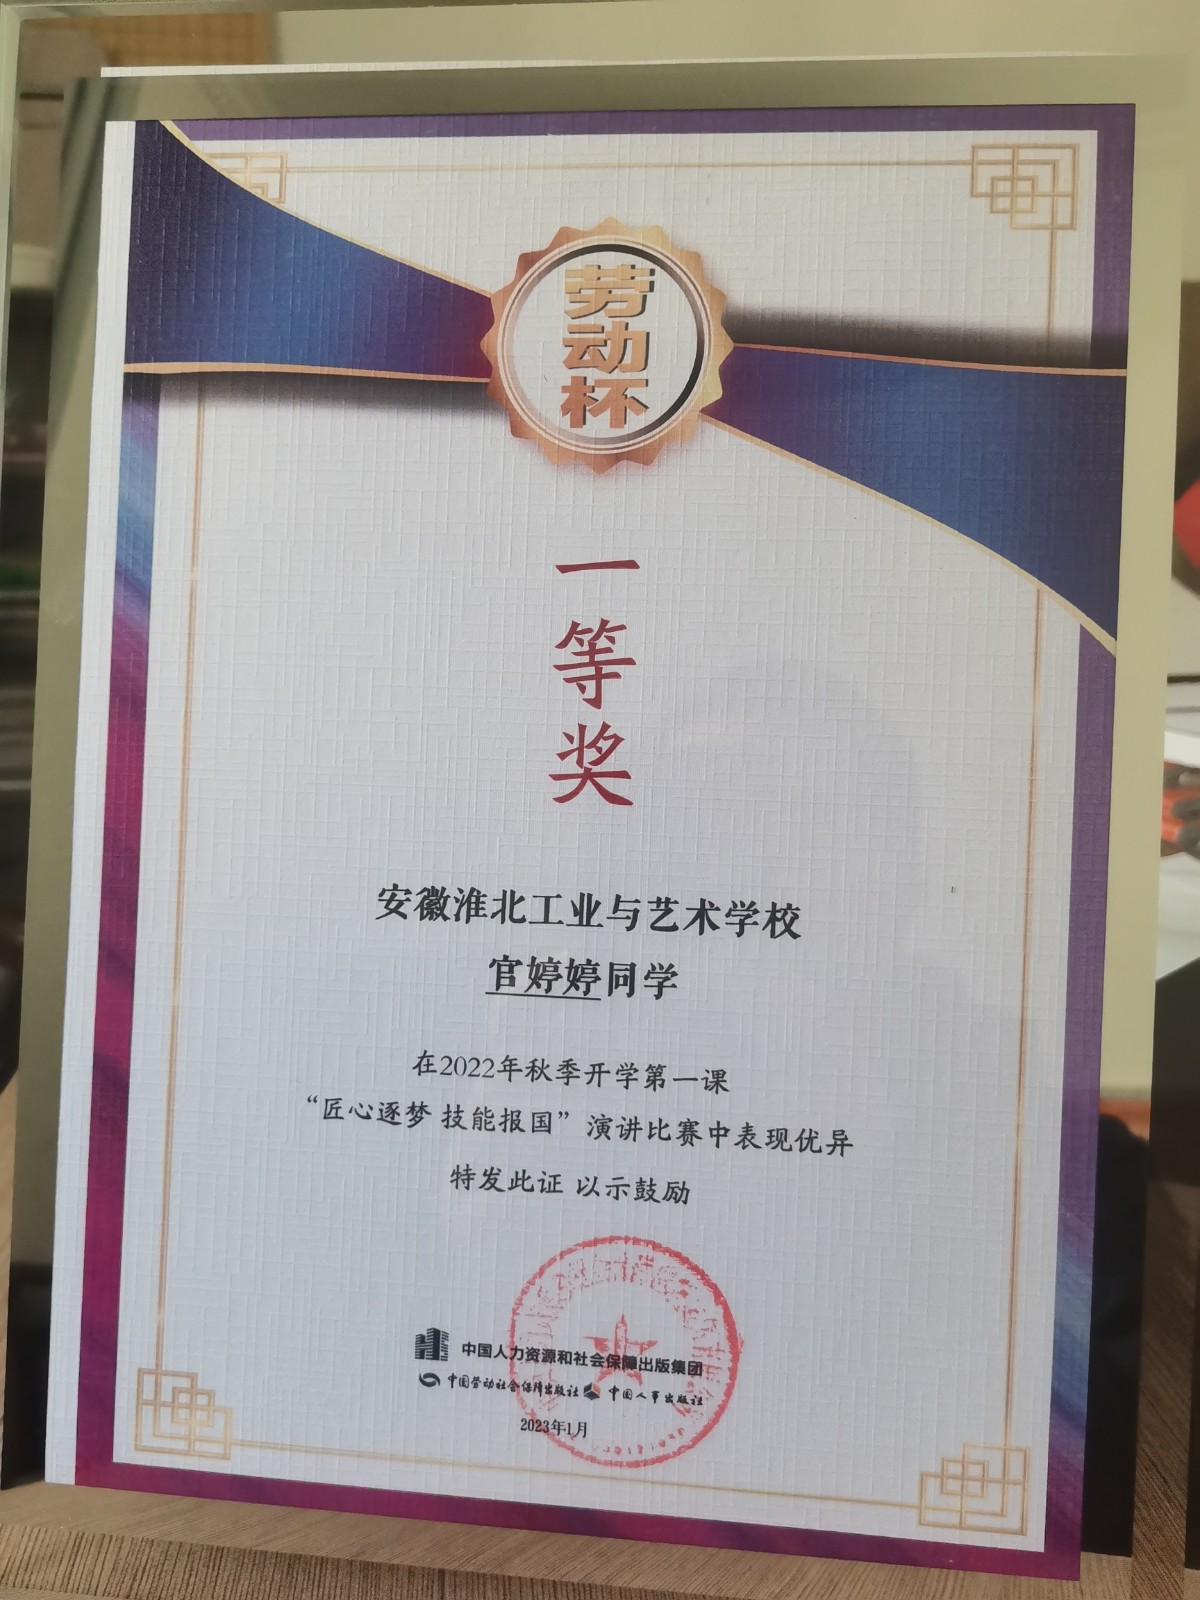 劳动杯
一等奖
安徽淮北工业与艺术学校
官婷婷同学
在2022年秋季开学第一课
“匠心逐梦 技能报国”演讲比赛中表现优异
特发此证 以示鼓励
中国人力资源和社会保障出版集团
中国劳动社会保障出版社 中国人事出版社
2023年1月